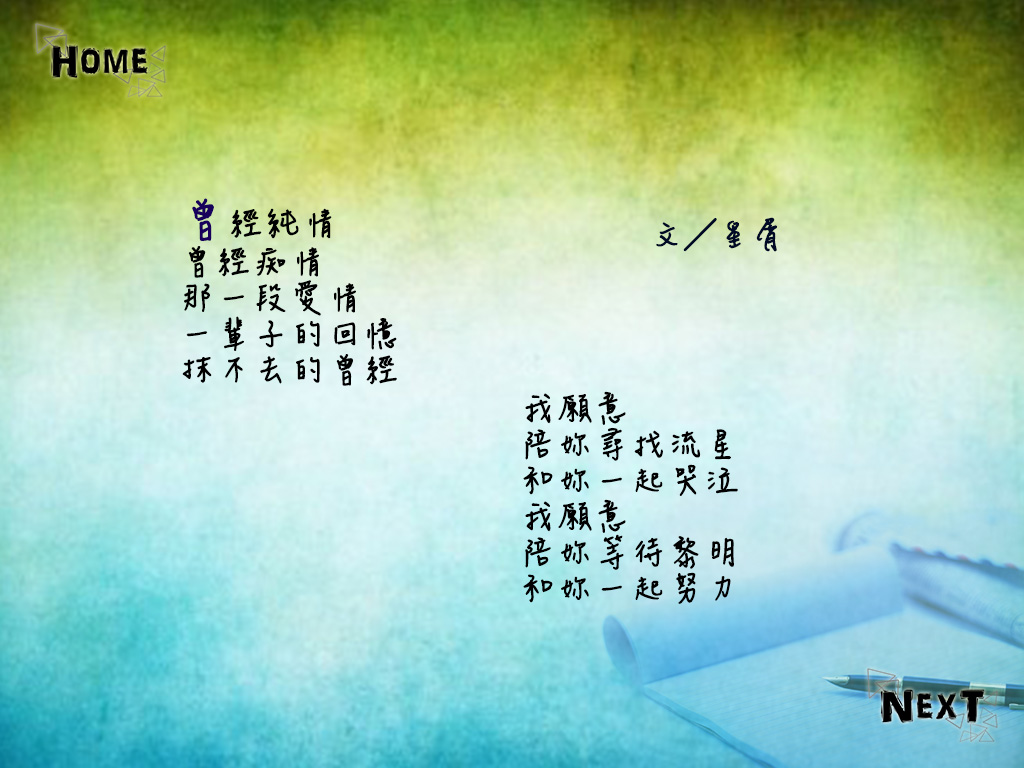 HOME
曾經純情
文／星胥
曾經痴情
那一段愛情
一輩子的回憶
抹不去的曾經
我願意
陪妳尋找流星
和妳一起哭泣
我願意
陪妳等待黎明
和妳一起努力
NEXT